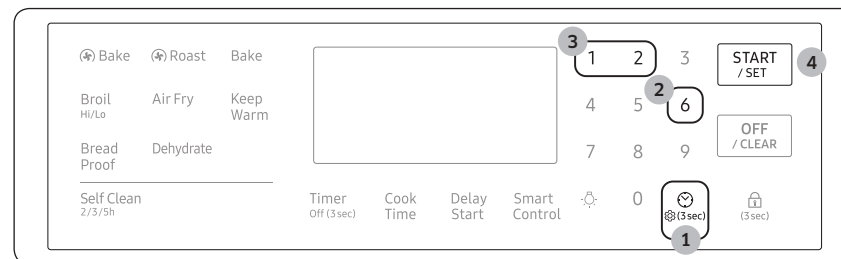 Bake Roast Bake
Broil Air Fry Keep
Hi/Lo Warm
Bread Dehydrate
Proof
Self Clean
2/3/5h
Timer Cook Delay Smart
Off (3 sec) Time Start Control
3
1 2 3
2
4 5 6
7 8 9
0
(3 sec)
1
(3 sec)
START
/ SET
4
OFF
/ CLEAR